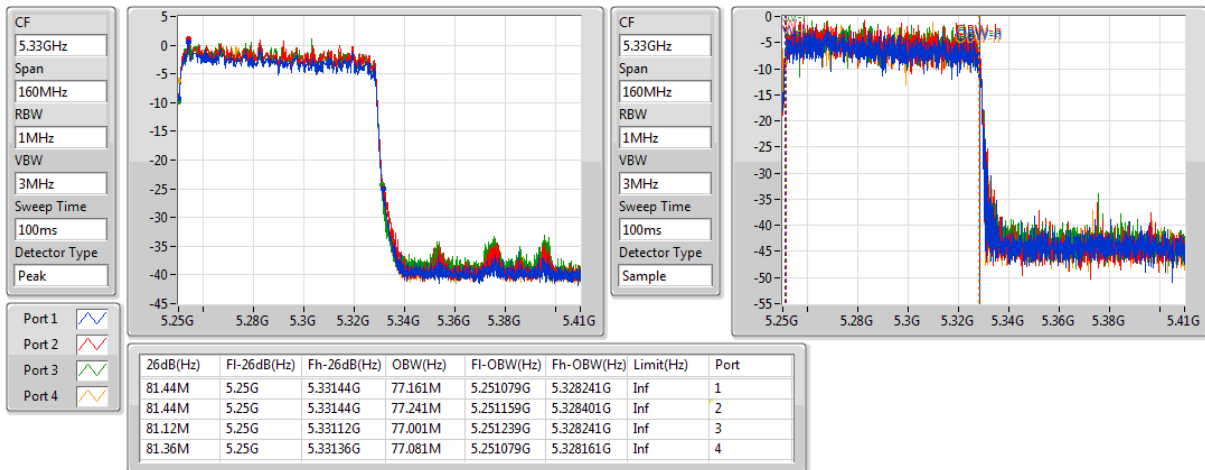 CF
5.33GHz
Span
160MHz
RBW
1MHz
VBW
3MHz
Sweep Time
100ms
Detector Type
Peak
5
0
-5
-10
-15
-20
-25
-30
-35
-40
-45
5.25G 5.28G 5.3G 5.32G 5.34G 5.36G 5.38G 5.41G
CF
5.33GHz
Span
160MHz
RBW
1MHz
VBW
3MHz
Sweep Time
100ms
Detector Type
Sample
0
-5
-10
-15
-20
-25
-30
-35
-40
-45
-50
-55
5.25G 5.28G 5.3G 5.32G 5.34G 5.36G 5.38G 5.41G
Port 1
Port 2
Port 3
Port 4
26dB(Hz) Fl-26dB(Hz) Fh-26dB(Hz) OBW(Hz) Fl-OBW(Hz) Fh-OBW(Hz) Limit(Hz) Port
81.44M 5.25G 5.33144G 77.161M 5.251079G 5.328241G Inf 1
81.44M 5.25G 5.33144G 77.241M 5.251159G 5.328401G Inf 2
81.12M 5.25G 5.33112G 77.001M 5.251239G 5.328241G Inf 3
81.36M 5.25G 5.33136G 77.081M 5.251079G 5.328161G Inf 4